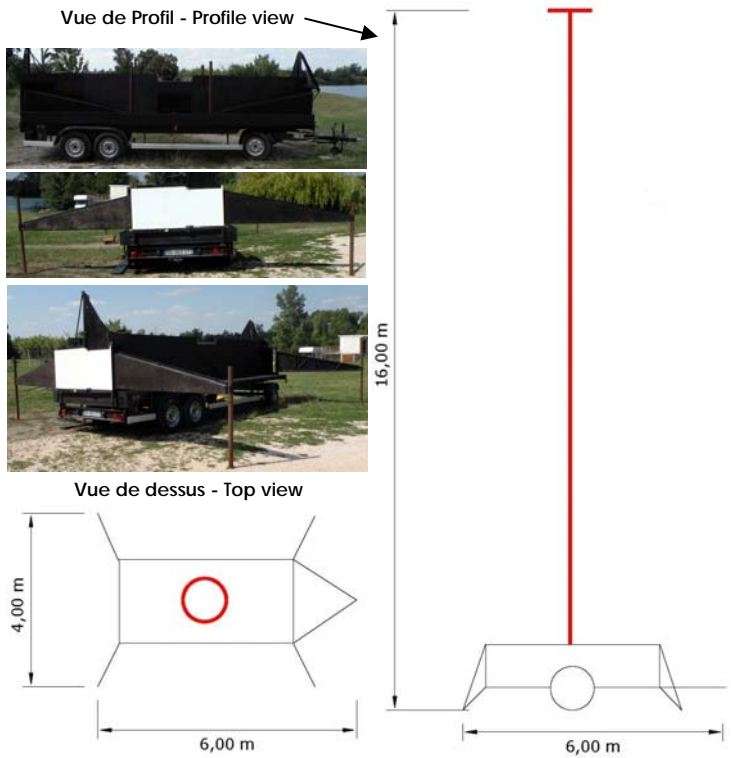 Vue de Profil - Profile view
16,00 m
Vue de dessus - Top view
4,00 m
6,00 m
6,00 m